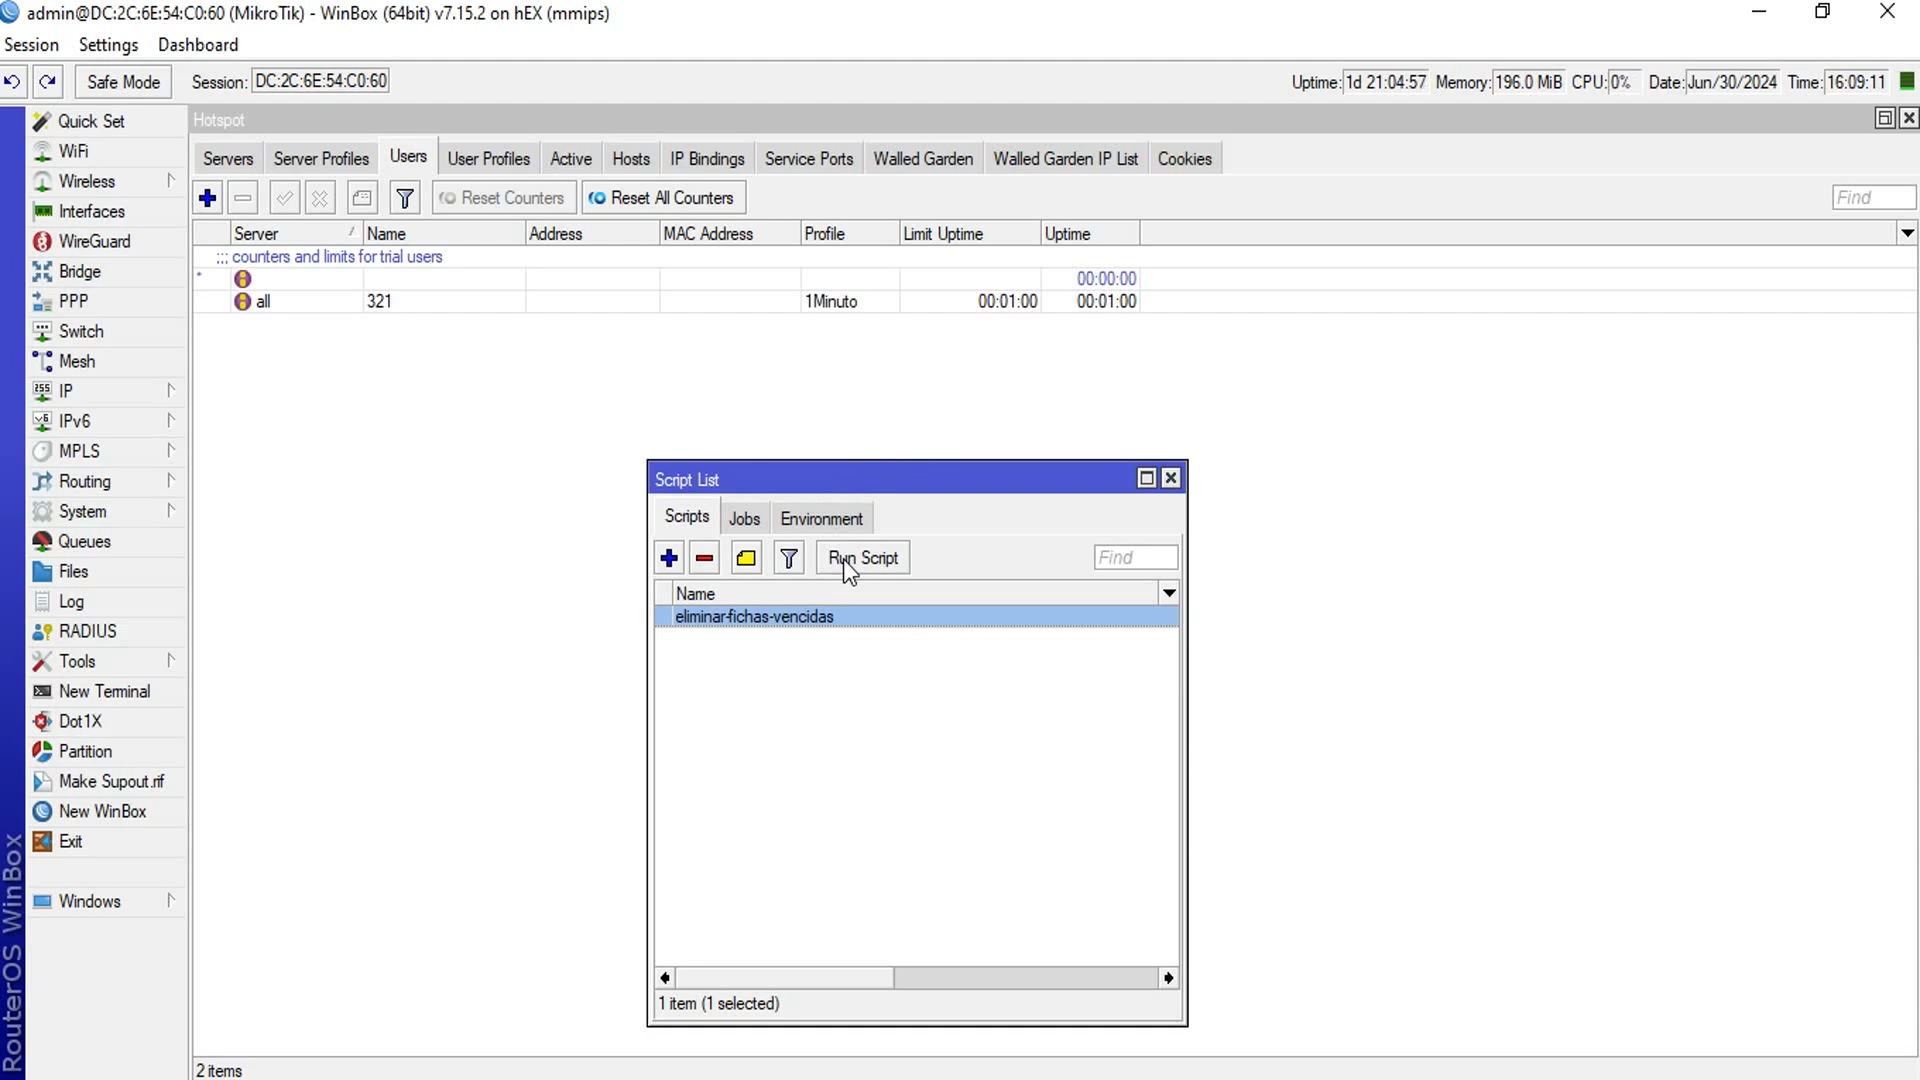 admin@DC:2C:6E:54:C0:60 (MikroTik) - WinBox (64bit) v7.15.2 on hEX (mmips)
Session Settings Dashboard
Safe Mode Session: DC:2C:6E:54:C0:60 Uptime: 1d 21:04:57 Memory: 196.0 MiB CPU: 0% Date: Jun/30/2024 Time: 16:09:11
Quick Set
WiFi
Wireless
Interfaces
WireGuard
Bridge
PPP
Switch
Mesh
IP
IPv6
MPLS
Routing
System
Queues
Files
Log
RADIUS
Tools
New Terminal
Dot1X
Partition
Make Supout.rif
New WinBox
Exit
Windows
RouterOS WinBox
Hotspot
Servers Server Profiles Users User Profiles Active Hosts IP Bindings Service Ports Walled Garden Walled Garden IP List Cookies
Reset Counters Reset All Counters Find
Server Name Address MAC Address Profile Limit Uptime Uptime
;;; counters and limits for trial users
* 00:00:00
all 321 1Minuto 00:01:00 00:01:00
2 items
Script List
Scripts Jobs Environment
Run Script Find
Name
eliminar-fichas-vencidas
1 item (1 selected)